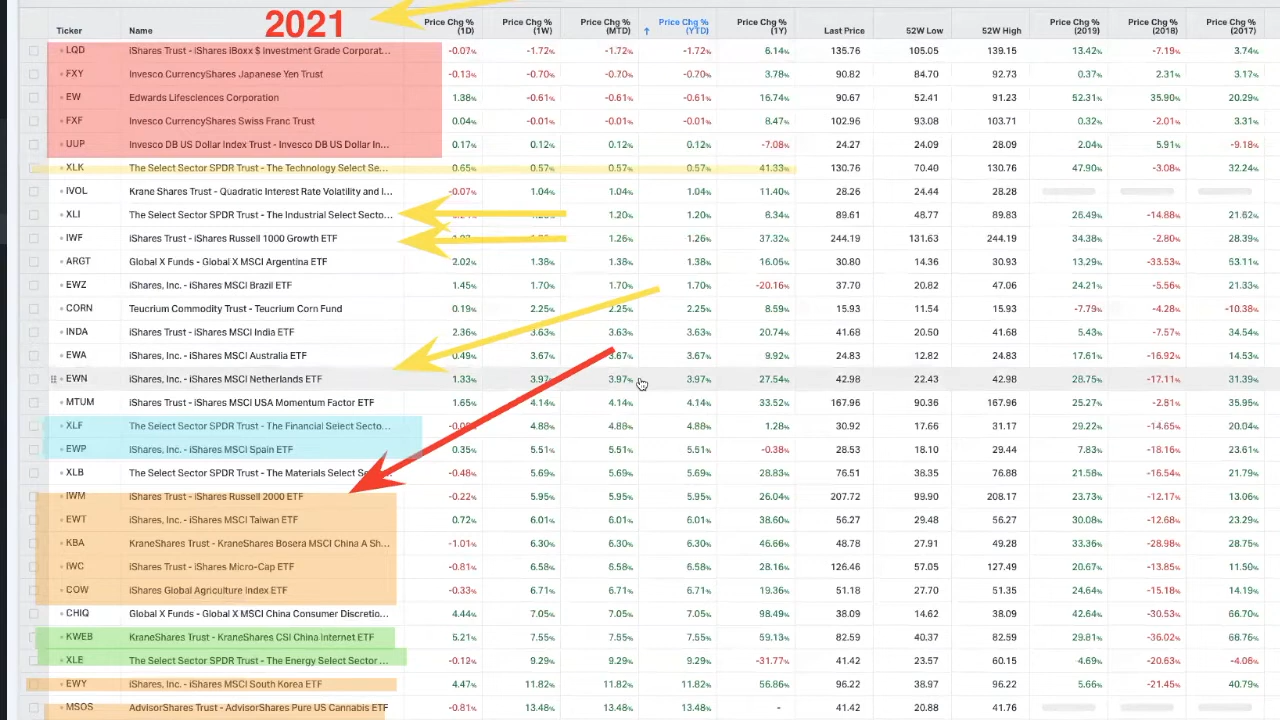 2021
Ticker Name Price Chg % (1D) Price Chg % (1W) Price Chg % (MTD) ↑ Price Chg % (YTD) Price Chg % (1Y) Last Price 52W Low 52W High Price Chg % (2019) Price Chg % (2018) Price Chg % (2017)
LQD iShares Trust - iShares iBoxx $ Investment Grade Corporat... -0.07% -1.72% -1.72% -1.72% 6.14% 135.76 105.05 139.15 13.42% -7.19% 3.74%
FXY Invesco CurrencyShares Japanese Yen Trust -0.13% -0.70% -0.70% -0.70% 3.78% 90.82 84.70 92.73 0.37% 2.31% 3.17%
EW Edwards Lifesciences Corporation 1.38% -0.61% -0.61% -0.61% 16.74% 90.67 52.41 91.23 52.31% 35.90% 20.29%
FXF Invesco CurrencyShares Swiss Franc Trust 0.04% -0.01% -0.01% -0.01% 8.47% 102.96 93.08 103.71 0.32% -2.01% 3.31%
UUP Invesco DB US Dollar Index Trust - Invesco DB US Dollar In... 0.17% 0.12% 0.12% 0.12% -7.08% 24.27 24.09 28.09 2.04% 5.91% -9.18%
XLK The Select Sector SPDR Trust - The Technology Select Se... 0.65% 0.57% 0.57% 0.57% 41.33% 130.76 70.40 130.76 47.90% -3.08% 32.24%
IVOL Krane Shares Trust - Quadratic Interest Rate Volatility and I... -0.07% 1.04% 1.04% 1.04% 11.40% 28.26 24.44 28.28
XLI The Select Sector SPDR Trust - The Industrial Select Secto... 1.20% 1.20% 6.34% 89.61 48.77 89.83 26.49% -14.88% 21.62%
IWF iShares Trust - iShares Russell 1000 Growth ETF 1.26% 1.26% 37.32% 244.19 131.63 244.19 34.38% -2.80% 28.39%
ARGT Global X Funds - Global X MSCI Argentina ETF 2.02% 1.38% 1.38% 1.38% 16.05% 30.80 14.36 30.93 13.29% -33.53% 53.11%
EWZ iShares, Inc. - iShares MSCI Brazil ETF 1.45% 1.70% 1.70% 1.70% -20.16% 37.70 20.82 47.06 24.21% -5.56% 21.33%
CORN Teucrium Commodity Trust - Teucrium Corn Fund 0.19% 2.25% 2.25% 2.25% 8.59% 15.93 11.54 15.93 -7.79% -4.28% -10.38%
INDA iShares Trust - iShares MSCI India ETF 2.36% 3.63% 3.63% 3.63% 20.74% 41.68 20.50 41.68 5.43% -7.57% 34.54%
EWA iShares, Inc. - iShares MSCI Australia ETF 0.49% 3.67% 3.67% 3.67% 9.92% 24.83 12.82 24.83 17.61% -16.92% 14.53%
EWN iShares, Inc. - iShares MSCI Netherlands ETF 1.33% 3.97% 3.97% 3.97% 27.54% 42.98 22.43 42.98 28.75% -17.11% 31.39%
MTUM iShares Trust - iShares MSCI USA Momentum Factor ETF 1.65% 4.14% 4.14% 4.14% 33.52% 167.96 90.36 167.96 25.27% -2.81% 35.95%
XLF The Select Sector SPDR Trust - The Financial Select Secto... 4.88% 4.88% 4.88% 1.28% 30.92 17.66 31.17 29.22% -14.65% 20.04%
EWP iShares, Inc. - iShares MSCI Spain ETF 0.35% 5.51% 5.51% 5.51% -0.38% 28.53 18.10 29.44 7.83% -16.18% 23.61%
XLB The Select Sector SPDR Trust - The Materials Select Se... -0.48% 5.69% 5.69% 5.69% 28.83% 76.51 38.35 76.88 21.58% -16.54% 21.79%
IWM iShares Trust - iShares Russell 2000 ETF -0.22% 5.95% 5.95% 5.95% 26.04% 207.72 99.90 208.17 23.73% -12.17% 13.06%
EWT iShares, Inc. - iShares MSCI Taiwan ETF 0.72% 6.01% 6.01% 6.01% 38.60% 56.27 29.48 56.27 30.08% -12.68% 23.29%
KBA KraneShares Trust - KraneShares Bosera MSCI China A Sh... -1.01% 6.30% 6.30% 6.30% 46.66% 48.78 27.91 49.28 33.36% -28.98% 28.75%
IWC iShares Trust - iShares Micro-Cap ETF -0.81% 6.58% 6.58% 6.58% 28.16% 126.46 57.05 127.49 20.67% -13.85% 11.50%
COW iShares Global Agriculture Index ETF -0.33% 6.71% 6.71% 6.71% 19.36% 51.18 27.70 51.35 24.64% -15.18% 14.19%
CHIQ Global X Funds - Global X MSCI China Consumer Discretio... 4.44% 7.05% 7.05% 7.05% 98.49% 38.09 14.62 38.09 42.64% -30.53% 66.70%
KWEB KraneShares Trust - KraneShares CSI China Internet ETF 5.21% 7.55% 7.55% 7.55% 59.13% 82.59 40.37 82.59 29.81% -36.02% 68.76%
XLE The Select Sector SPDR Trust - The Energy Select Sector ... -0.12% 9.29% 9.29% 9.29% -31.77% 41.42 23.57 60.15 4.69% -20.63% -4.08%
EWY iShares, Inc. - iShares MSCI South Korea ETF 4.47% 11.82% 11.82% 11.82% 56.86% 96.22 38.97 96.22 5.66% -21.45% 40.79%
MSOS AdvisorShares Trust - AdvisorShares Pure US Cannabis ETF -0.81% 13.48% 13.48% 13.48% - 41.42 20.88 41.76